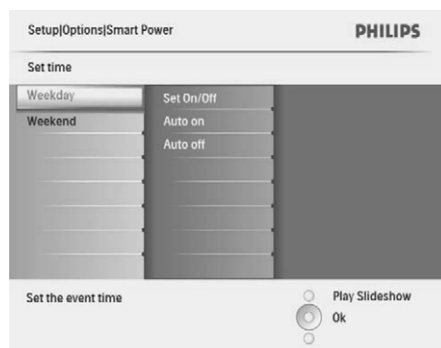 Setup|Options|Smart Power
PHILIPS
Set time
Weekday
Weekend
Set On/Off
Auto on
Auto off
Set the event time
Play Slideshow
Ok